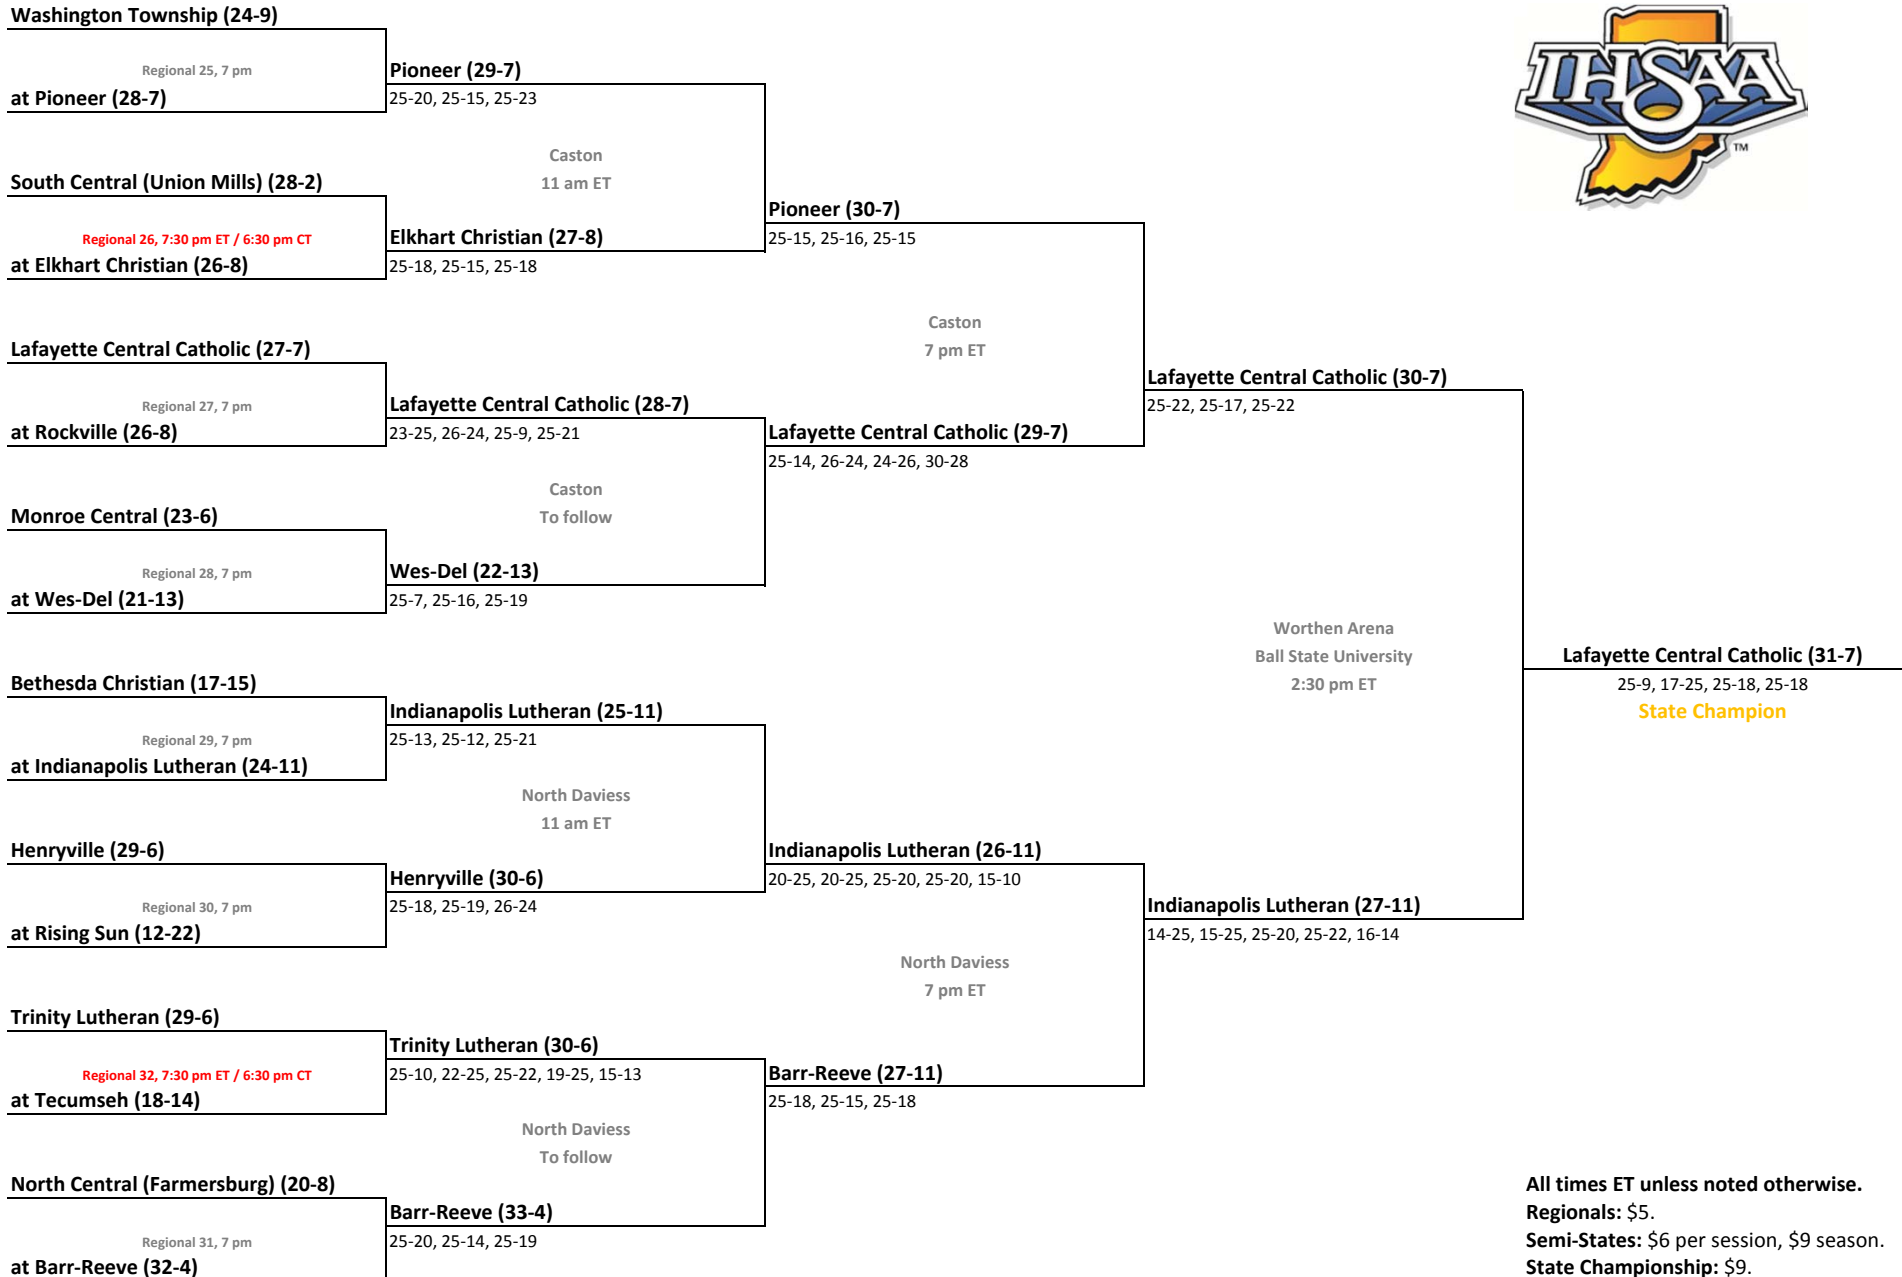 Washington Township (24-9)
Regional 25, 7 pm
at Pioneer (28-7)
South Central (Union Mills) (28-2)
Regional 26, 7:30 pm ET / 6:30 pm CT
at Elkhart Christian (26-8)
Lafayette Central Catholic (27-7)
Regional 27, 7 pm
at Rockville (26-8)
Monroe Central (23-6)
Regional 28, 7 pm
at Wes-Del (21-13)
Bethesda Christian (17-15)
Regional 29, 7 pm
at Indianapolis Lutheran (24-11)
Henryville (29-6)
Regional 30, 7 pm
at Rising Sun (12-22)
Trinity Lutheran (29-6)
Regional 32, 7:30 pm ET / 6:30 pm CT
at Tecumseh (18-14)
North Central (Farmersburg) (20-8)
Regional 31, 7 pm
at Barr-Reeve (32-4)
Pioneer (29-7)
25-20, 25-15, 25-23
Caston
11 am ET
Elkhart Christian (27-8)
25-18, 25-15, 25-18
Lafayette Central Catholic (28-7)
23-25, 26-24, 25-9, 25-21
Caston
To follow
Wes-Del (22-13)
25-7, 25-16, 25-19
Indianapolis Lutheran (25-11)
25-13, 25-12, 25-21
North Daviess
11 am ET
Henryville (30-6)
25-18, 25-19, 26-24
Trinity Lutheran (30-6)
25-10, 22-25, 25-22, 19-25, 15-13
North Daviess
To follow
Barr-Reeve (33-4)
25-20, 25-14, 25-19
Pioneer (30-7)
25-15, 25-16, 25-15
Caston
7 pm ET
Lafayette Central Catholic (29-7)
25-14, 26-24, 24-26, 30-28
Indianapolis Lutheran (26-11)
20-25, 20-25, 25-20, 25-20, 15-10
North Daviess
7 pm ET
Barr-Reeve (27-11)
25-18, 25-15, 25-18
Lafayette Central Catholic (30-7)
25-22, 25-17, 25-22
Worthen Arena
Ball State University
2:30 pm ET
Indianapolis Lutheran (27-11)
14-25, 15-25, 25-20, 25-22, 16-14
IHSAA
TM
Lafayette Central Catholic (31-7)
25-9, 17-25, 25-18, 25-18
State Champion
All times ET unless noted otherwise.
Regionals: $5.
Semi-States: $6 per session, $9 season.
State Championship: $9.